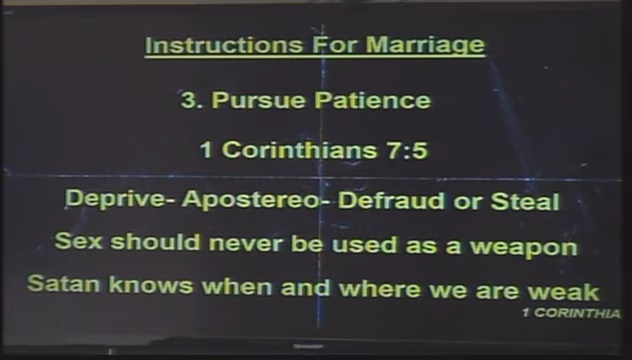 Instructions For Marriage
3. Pursue Patience
1 Corinthians 7:5
Deprive- Apostereo- Defraud or Steal
Sex should never be used as a weapon
Satan knows when and where we are weak
1 CORINTHIA
SHARP